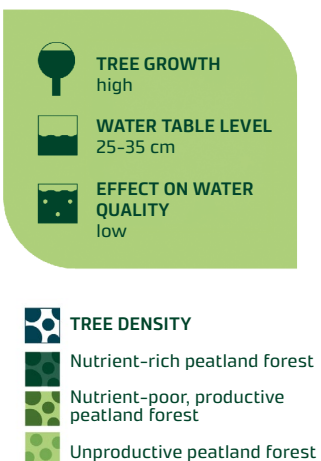 TREE GROWTH
high
WATER TABLE LEVEL
25-35 cm
EFFECT ON WATER
QUALITY
low
TREE DENSITY
Nutrient-rich peatland forest
Nutrient-poor, productive
peatland forest
Unproductive peatland forest